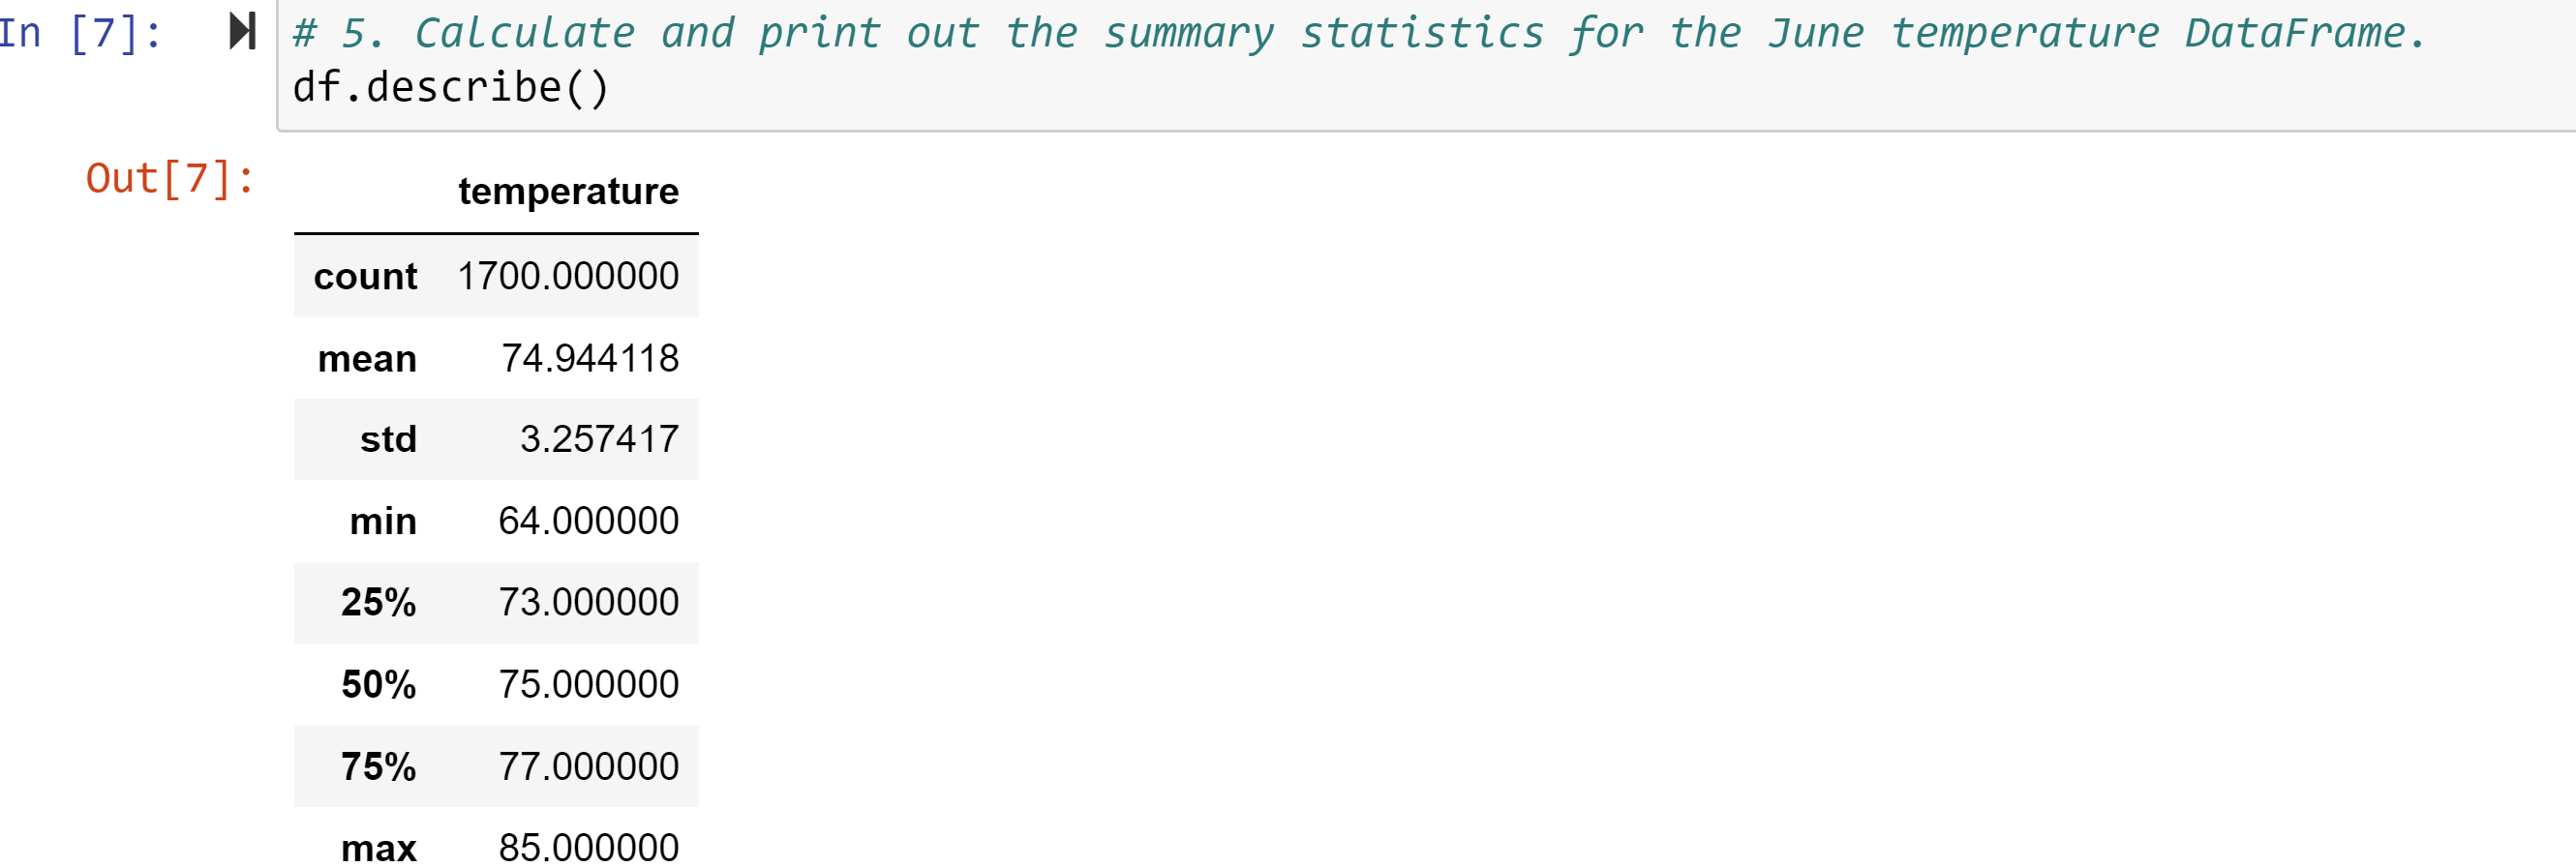 In [7]:
# 5. Calculate and print out the summary statistics for the June temperature DataFrame.
df.describe()
Out[7]:
temperature
count 1700.000000
mean 74.944118
std 3.257417
min 64.000000
25% 73.000000
50% 75.000000
75% 77.000000
max 85.000000